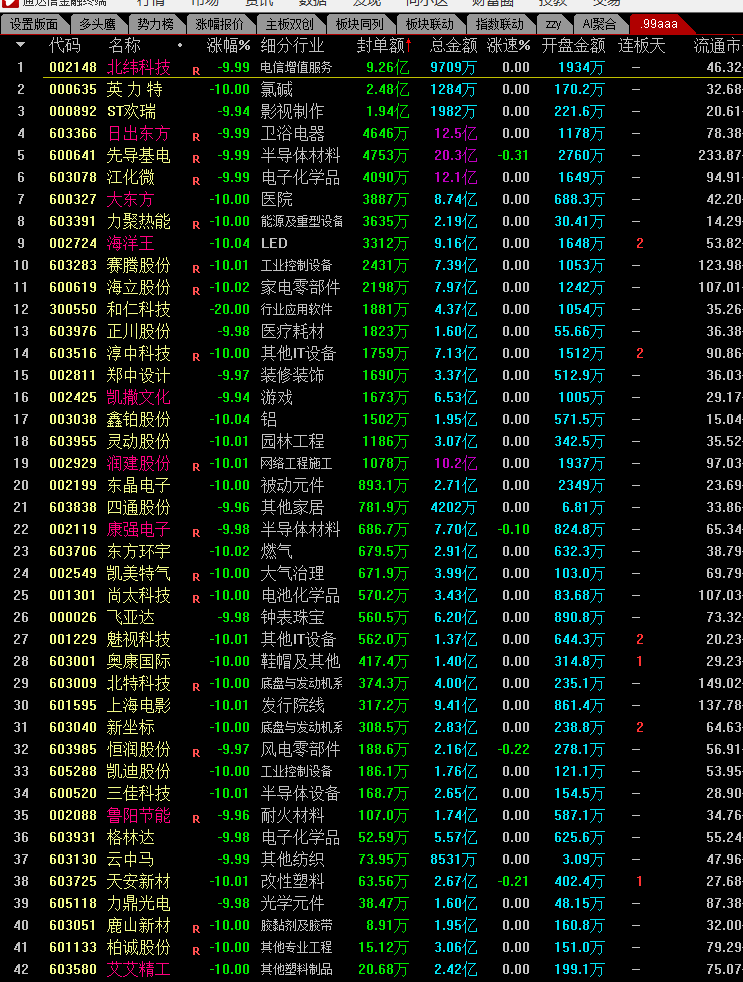 通达信金融终端 行情 市场 资讯 数据 发现 问小达 财富圈 投教 交易
设置版面 多头鹰 势力榜 涨幅报价 主板双创 板块同列 板块联动 指数联动 zzy AI聚合 .99aaa
代码 名称 涨幅% 细分行业 封单额↑ 总金额 涨速% 开盘金额 连板天 流通市
1 002148 北纬科技 R -9.99 电信增值服务 9.26亿 9709万 0.00 1934万 – 46.32
2 000635 英力特 -10.00 氯碱 2.48亿 1284万 0.00 170.2万 – 32.68
3 000892 ST欢瑞 -9.94 影视制作 1.94亿 1982万 0.00 221.6万 – 20.61
4 603366 日出东方 R -9.99 卫浴电器 4646万 12.5亿 0.00 1178万 – 78.38
5 600641 先导基电 R -9.99 半导体材料 4753万 20.3亿 -0.31 2760万 – 233.87
6 603078 江化微 R -9.99 电子化学品 4090万 12.1亿 0.00 1649万 – 94.91
7 600327 大东方 -10.00 医院 3887万 8.74亿 0.00 688.3万 – 42.20
8 603391 力聚热能 R -10.00 能源及重型设备 3635万 2.19亿 0.00 30.41万 – 14.29
9 002724 海洋王 -10.04 LED 3312万 9.16亿 0.00 1648万 2 53.82
10 603283 赛腾股份 R -10.01 工业控制设备 2431万 7.39亿 0.00 1053万 – 123.98
11 600619 海立股份 R -10.02 家电零部件 2198万 7.97亿 0.00 1242万 – 107.01
12 300550 和仁科技 -20.00 行业应用软件 1881万 4.37亿 0.00 1054万 – 35.26
13 603976 正川股份 -9.98 医疗耗材 1823万 1.60亿 0.00 55.66万 – 36.38
14 603516 淳中科技 R -10.00 其他IT设备 1759万 7.13亿 0.00 1512万 2 90.86
15 002811 郑中设计 -9.97 装修装饰 1690万 3.37亿 0.00 512.9万 – 36.03
16 002425 凯撒文化 -9.94 游戏 1673万 6.53亿 0.00 1005万 – 29.17
17 003038 鑫铂股份 -10.04 铝 1502万 1.95亿 0.00 571.5万 – 15.04
18 603955 灵动股份 -10.01 园林工程 1186万 3.07亿 0.00 342.5万 – 35.52
19 002929 润建股份 R -10.01 网络工程施工 1078万 10.2亿 0.00 1937万 – 97.03
20 002199 东晶电子 -10.00 被动元件 893.1万 2.71亿 0.00 2349万 – 23.69
21 603838 四通股份 -9.96 其他家居 781.9万 4202万 0.00 6.81万 – 33.86
22 002119 康强电子 R -9.98 半导体材料 686.7万 7.70亿 -0.10 824.8万 – 65.34
23 603706 东方环宇 -10.02 燃气 679.5万 2.91亿 0.00 632.3万 – 38.79
24 002549 凯美特气 R -10.00 大气治理 671.9万 3.99亿 0.00 103.0万 – 69.79
25 001301 尚太科技 R -10.00 电池化学品 570.2万 3.43亿 0.00 83.68万 – 107.03
26 000026 飞亚达 -9.98 钟表珠宝 560.5万 6.20亿 0.00 890.8万 – 73.32
27 001229 魅视科技 -10.01 其他IT设备 562.0万 1.37亿 0.00 644.3万 2 20.23
28 603001 奥康国际 -10.01 鞋帽及其他 417.4万 1.40亿 0.00 314.8万 1 29.23
29 603009 北特科技 R -10.00 底盘与发动机系 374.3万 4.00亿 0.00 235.1万 – 149.02
30 601595 上海电影 -10.01 发行院线 317.2万 9.41亿 0.00 861.4万 – 137.78
31 603040 新坐标 -10.00 底盘与发动机系 308.5万 2.83亿 0.00 238.8万 2 64.63
32 603985 恒润股份 R -9.97 风电零部件 188.6万 2.16亿 -0.22 278.1万 – 56.91
33 605288 凯迪股份 -10.00 工业控制设备 186.1万 1.76亿 0.00 121.1万 – 53.95
34 600520 三佳科技 -10.01 半导体设备 168.7万 2.65亿 0.00 154.5万 – 28.90
35 002088 鲁阳节能 R -9.96 耐火材料 107.0万 1.74亿 0.00 587.1万 – 34.76
36 603931 格林达 -9.98 电子化学品 52.59万 5.57亿 0.00 625.6万 – 55.24
37 603130 云中马 -9.99 其他纺织 73.95万 8531万 0.00 3.09万 – 47.96
38 603725 天安新材 -10.01 改性塑料 63.56万 2.67亿 -0.21 402.4万 1 27.68
39 605118 力鼎光电 -9.98 光学元件 38.47万 1.60亿 0.00 48.15万 – 87.38
40 603051 鹿山新材 R -10.00 胶黏剂及胶带 8.91万 1.95亿 0.00 160.8万 – 32.00
41 601133 柏诚股份 R -10.00 其他专业工程 15.12万 3.06亿 0.00 151.0万 – 79.29
42 603580 艾艾精工 -10.00 其他塑料制品 20.68万 2.42亿 0.00 199.1万 – 75.07